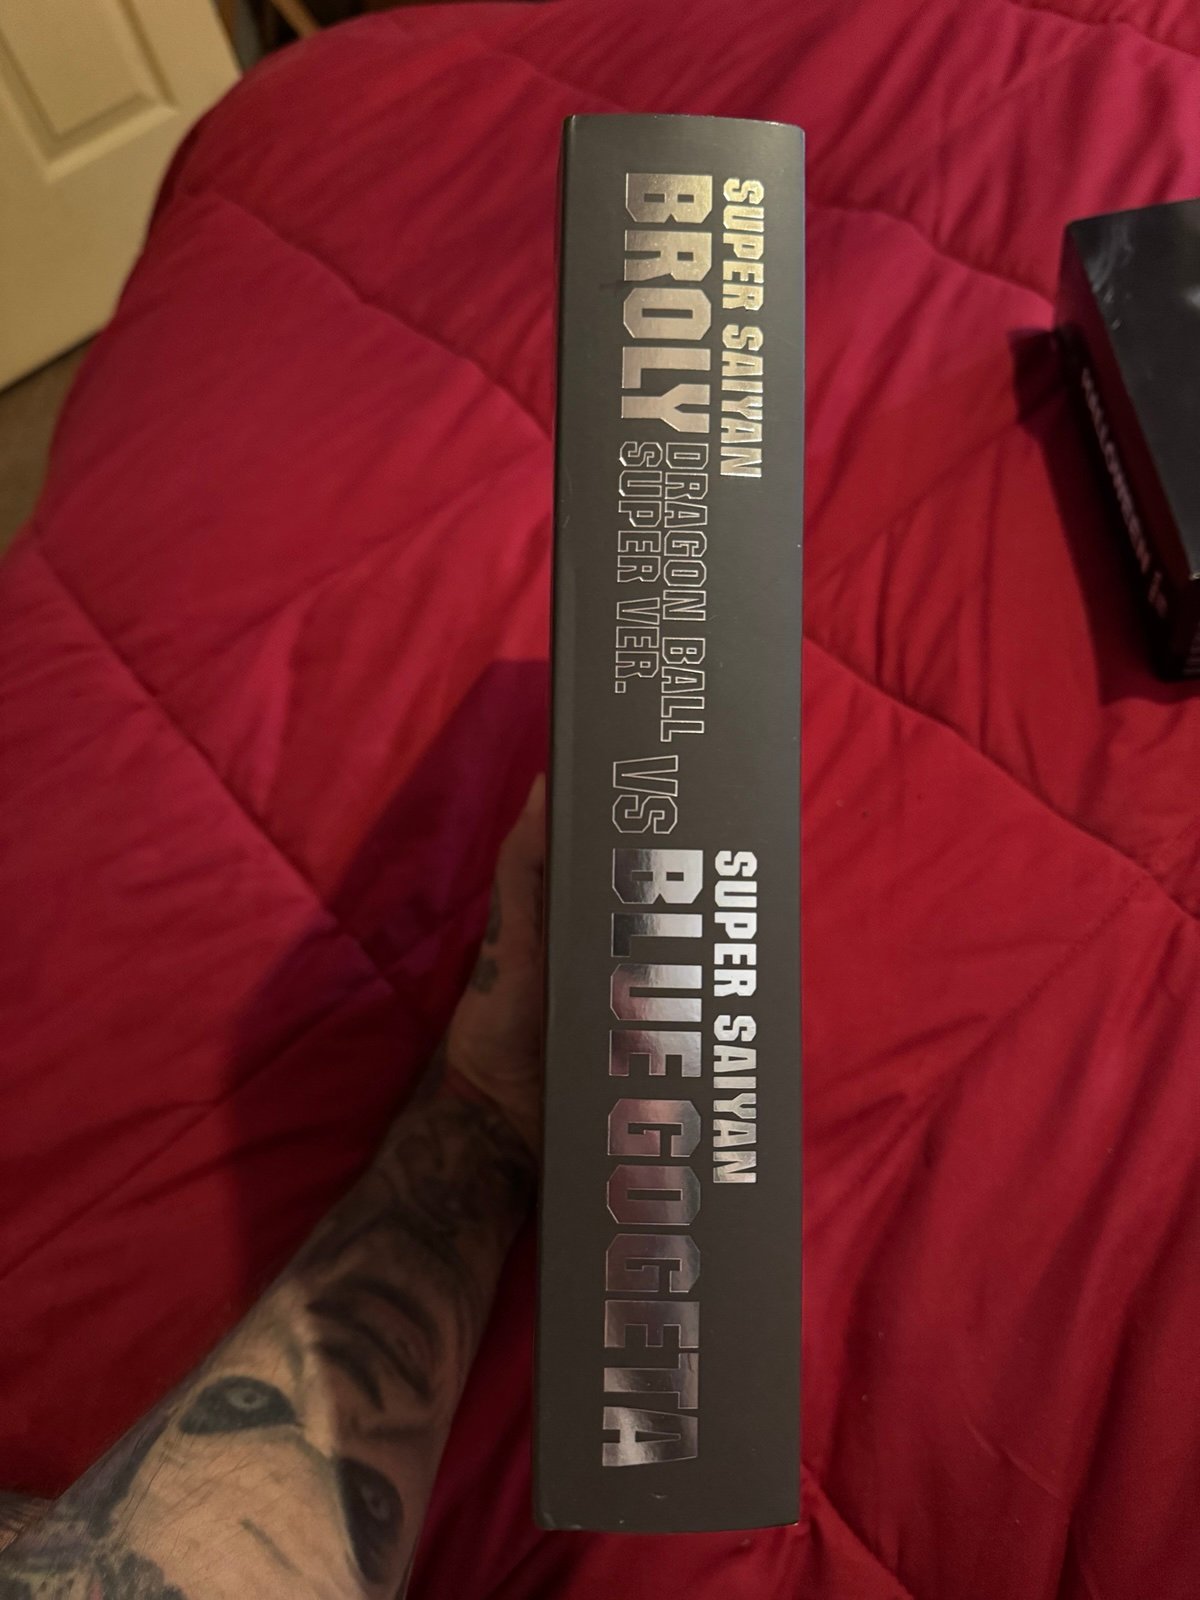 SUPER SAIYAN
BROLY
DRAGON BALL
SUPER VER.
VS
SUPER SAIYAN
BLUE GOGETA